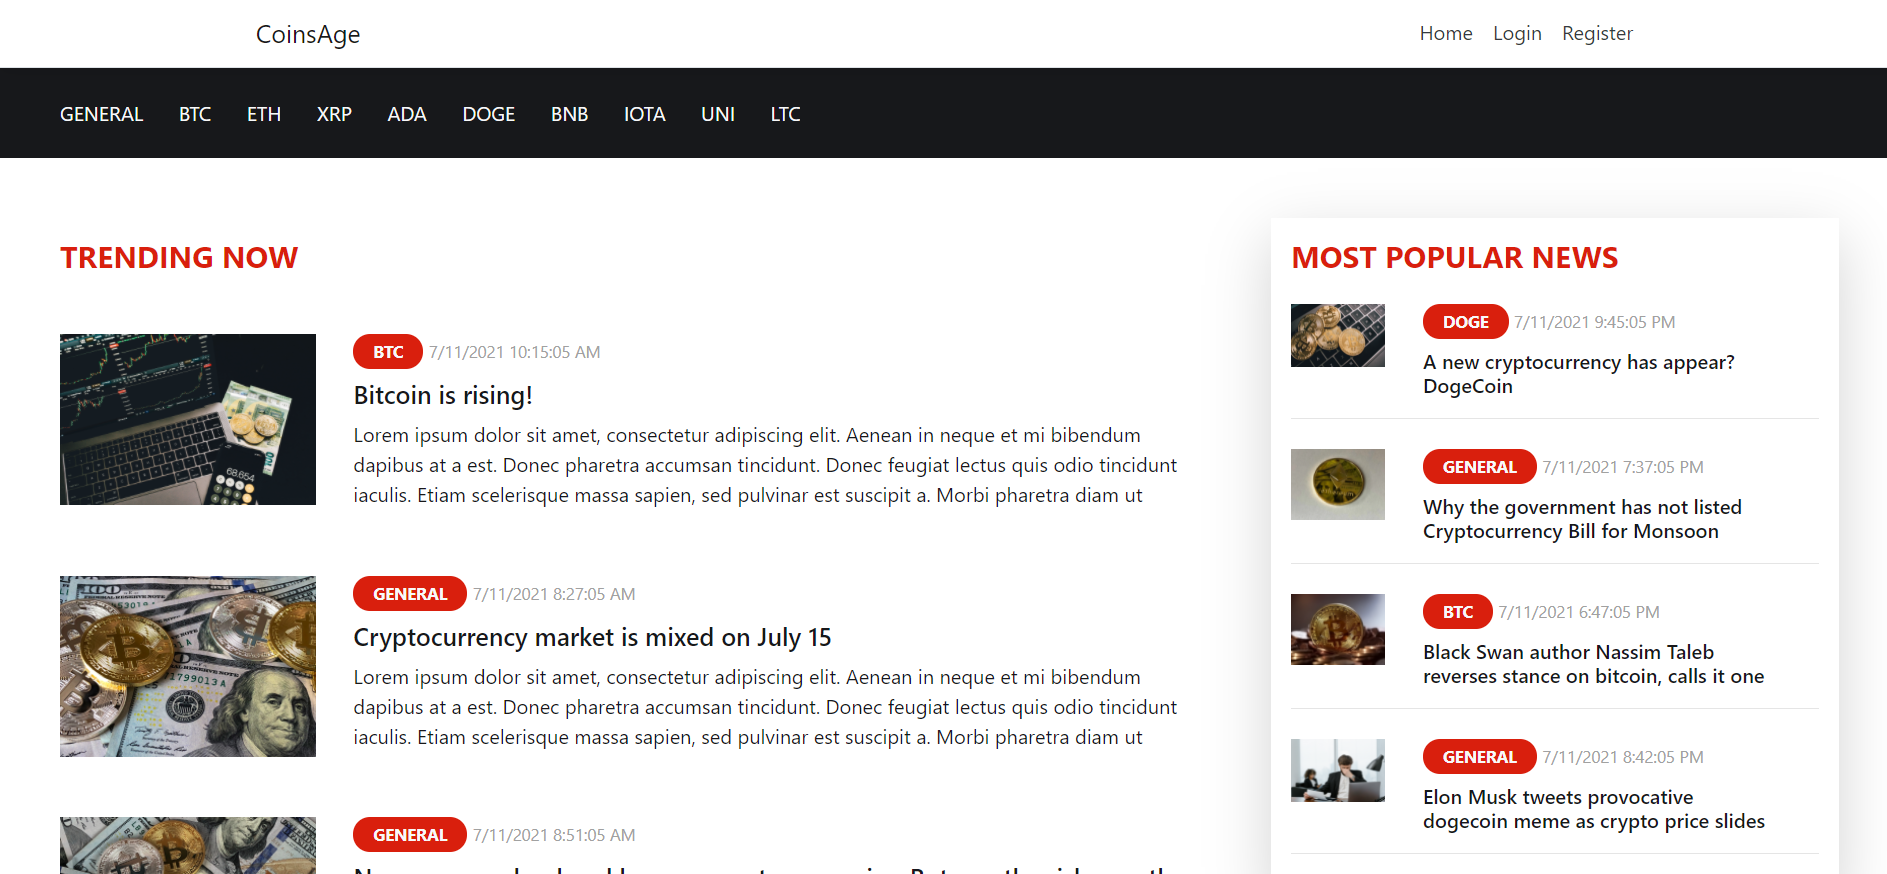 CoinsAge
Home Login Register
GENERAL BTC ETH XRP ADA DOGE BNB IOTA UNI LTC
TRENDING NOW
BTC 7/11/2021 10:15:05 AM
Bitcoin is rising!
Lorem ipsum dolor sit amet, consectetur adipiscing elit. Aenean in neque et mi bibendum
dapibus at a est. Donec pharetra accumsan tincidunt. Donec feugiat lectus quis odio tincidunt
iaculis. Etiam scelerisque massa sapien, sed pulvinar est suscipit a. Morbi pharetra diam ut
68,654
GENERAL 7/11/2021 8:27:05 AM
Cryptocurrency market is mixed on July 15
Lorem ipsum dolor sit amet, consectetur adipiscing elit. Aenean in neque et mi bibendum
dapibus at a est. Donec pharetra accumsan tincidunt. Donec feugiat lectus quis odio tincidunt
iaculis. Etiam scelerisque massa sapien, sed pulvinar est suscipit a. Morbi pharetra diam ut
GENERAL 7/11/2021 8:51:05 AM
MOST POPULAR NEWS
DOGE 7/11/2021 9:45:05 PM
A new cryptocurrency has appear?
DogeCoin
GENERAL 7/11/2021 7:37:05 PM
Why the government has not listed
Cryptocurrency Bill for Monsoon
BTC 7/11/2021 6:47:05 PM
Black Swan author Nassim Taleb
reverses stance on bitcoin, calls it one
GENERAL 7/11/2021 8:42:05 PM
Elon Musk tweets provocative
dogecoin meme as crypto price slides